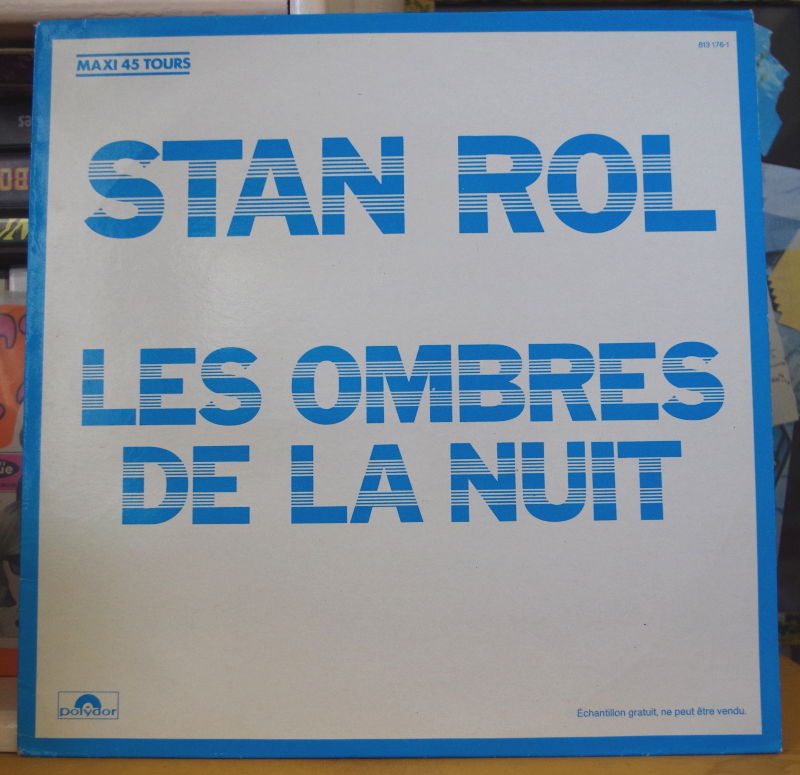 MAXI 45 TOURS
813 176-1
STAN ROL
LES OMBRES
DE LA NUIT
polydor
Échantillon gratuit, ne peut être vendu.